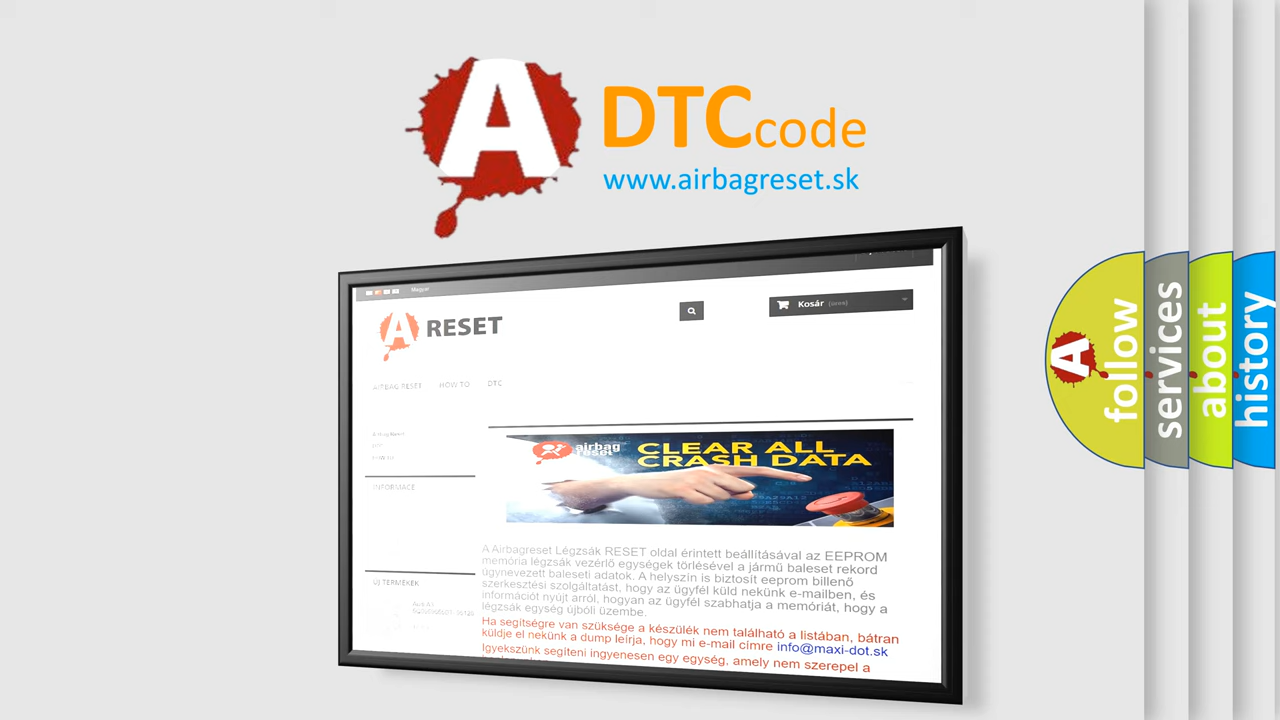 A
DTC code
www.airbagreset.sk
Magyar
A RESET
Kosár (üres)
AIRBAG RESET HOW TO DTC
INFORMACE
airbag
reset
CLEAR ALL
CRASH DATA
A Airbagreset Légzsák RESET oldal érintett beállításával az EEPROM
memória légzsák vezérlő egységek törlésével a jármű baleset rekord
úgynevezett baleseti adatok. A helyszín is biztosít eeprom billenő
szerkesztési szolgáltatást, hogy az ügyfél küld nekünk e-mailben, és
információt nyújt arról, hogyan az ügyfél szabhatja a memóriát, hogy a
légzsák egység újbóli üzembe.
Ha segítségre van szüksége a készülék nem található a listában, bátran
küldje el nekünk a dump leírja, hogy mi e-mail címre info@maxi-dot.sk
Igyekszünk segíteni ingyenesen egy egység, amely nem szerepel a
ÚJ TERMÉKEK
A
follow
services
about
history